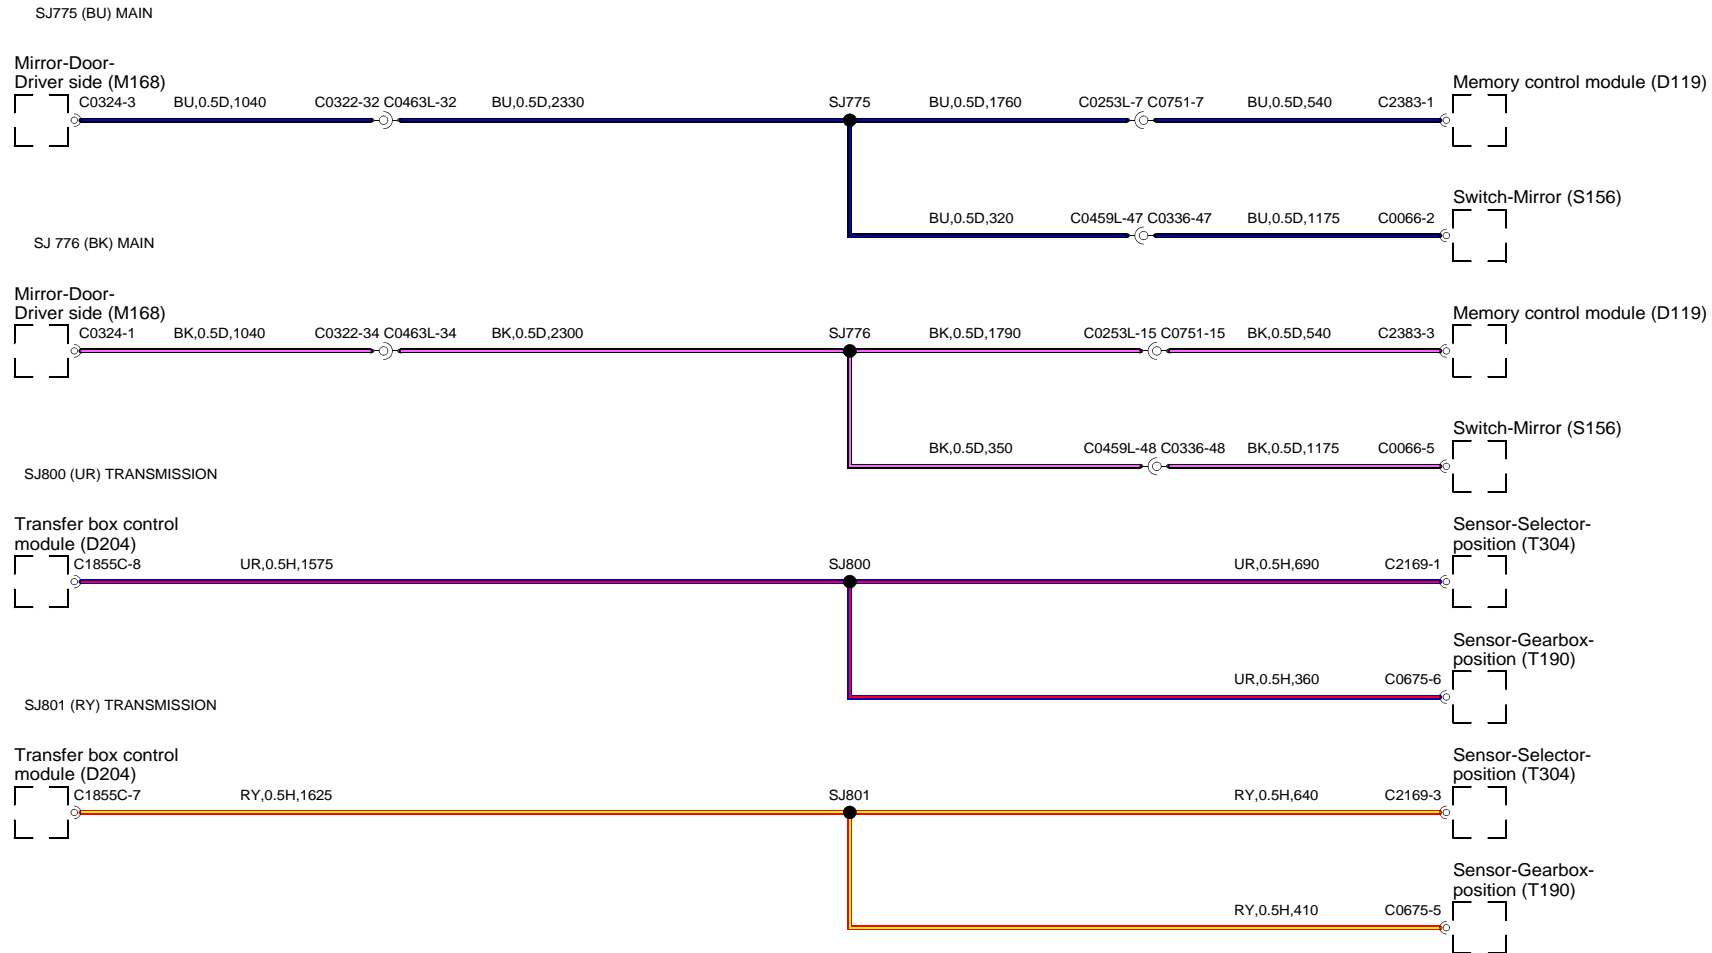 SJ775 (BU) MAIN
Mirror-Door-
Driver side (M168)
Memory control module (D119)
C0324-3 BU,0.5D,1040 C0322-32 C0463L-32 BU,0.5D,2330 SJ775 BU,0.5D,1760 C0253L-7 C0751-7 BU,0.5D,540 C2383-1
Switch-Mirror (S156)
BU,0.5D,320 C0459L-47 C0336-47 BU,0.5D,1175 C0066-2
SJ 776 (BK) MAIN
Mirror-Door-
Driver side (M168)
Memory control module (D119)
C0324-1 BK,0.5D,1040 C0322-34 C0463L-34 BK,0.5D,2300 SJ776 BK,0.5D,1790 C0253L-15 C0751-15 BK,0.5D,540 C2383-3
Switch-Mirror (S156)
BK,0.5D,350 C0459L-48 C0336-48 BK,0.5D,1175 C0066-5
SJ800 (UR) TRANSMISSION
Transfer box control
module (D204)
Sensor-Selector-
position (T304)
C1855C-8 UR,0.5H,1575 SJ800 UR,0.5H,690 C2169-1
Sensor-Gearbox-
position (T190)
UR,0.5H,360 C0675-6
SJ801 (RY) TRANSMISSION
Transfer box control
module (D204)
Sensor-Selector-
position (T304)
C1855C-7 RY,0.5H,1625 SJ801 RY,0.5H,640 C2169-3
Sensor-Gearbox-
position (T190)
RY,0.5H,410 C0675-5